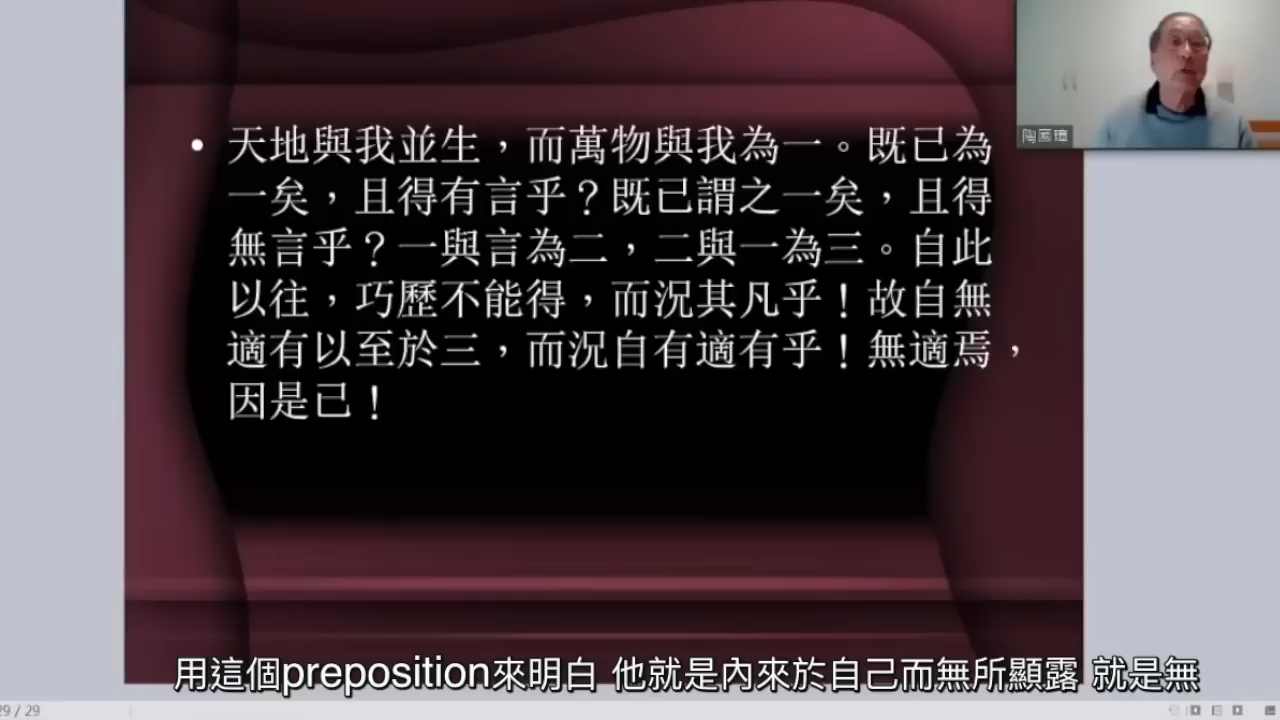 • 天地與我並生，而萬物與我為一。既已為
一矣，且得有言乎？既已謂之一矣，且得
無言乎？一與言為二，二與一為三。自此
以往，巧歷不能得，而況其凡乎！故自無
適有以至於三，而況自有適有乎！無適焉，
因是已！
陶國璋
用這個preposition來明白 他就是內來於自己而無所顯露 就是無
29 / 29